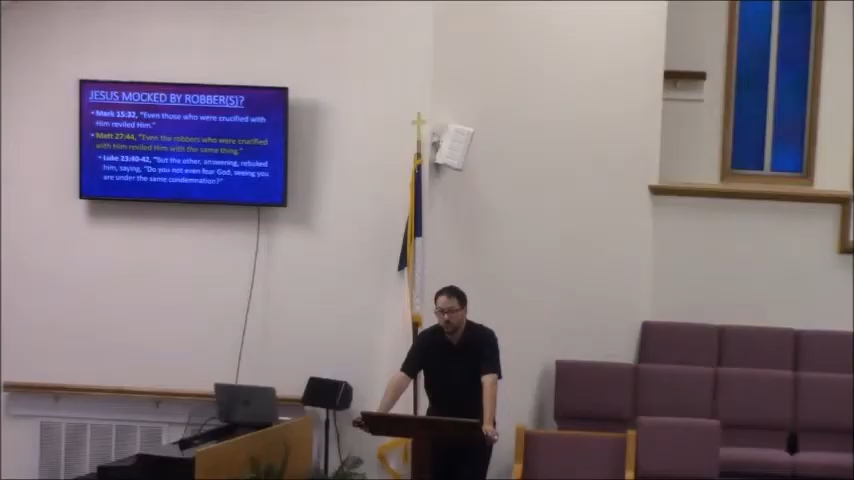 JESUS MOCKED BY ROBBER(S)?
• Mark 15:32, "Even those who were crucified with
Him reviled Him."
• Matt 27:44, "Even the robbers who were crucified
with Him reviled Him with the same thing."
• Luke 23:40-42, "But the other, answering, rebuked
him, saying, "Do you not even fear God, seeing you
are under the same condemnation?"